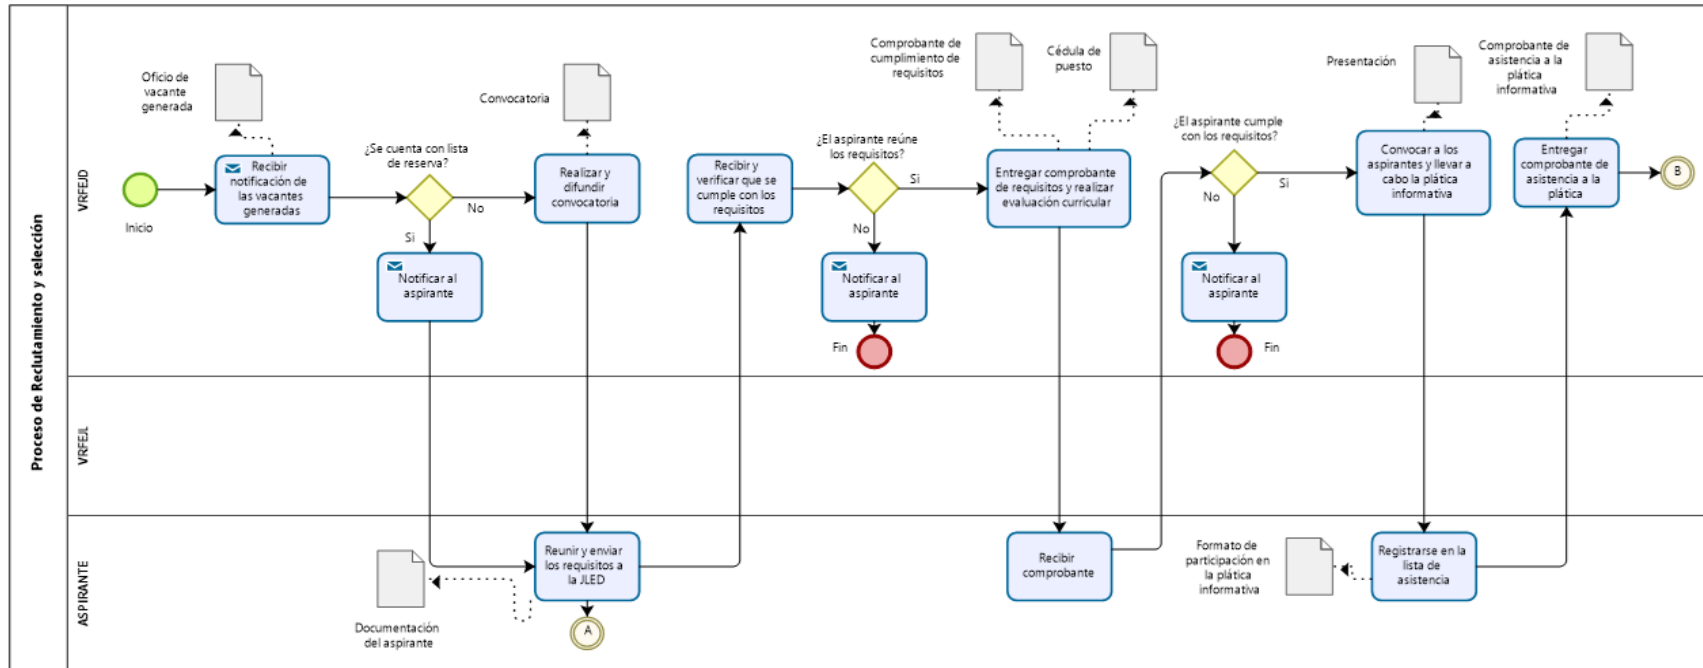 Proceso de Reclutamiento y selección
VRFEJD
Inicio
Oficio de
vacante
generada
Recibir
notificación de
las vacantes
generadas
¿Se cuenta con lista
de reserva?
No
Si
Notificar al
aspirante
Convocatoria
Realizar y
difundir
convocatoria
Recibir y
verificar que se
cumple con los
requisitos
¿El aspirante reúne
los requisitos?
Si
No
Notificar al
aspirante
Fin
Comprobante de
cumplimiento de
requisitos
Cédula de
puesto
Entregar comprobante
de requisitos y realizar
evaluación curricular
¿El aspirante cumple
con los requisitos?
No
Si
Notificar al
aspirante
Fin
Presentación
Convocar a los
aspirantes y llevar a
cabo la plática
informativa
Comprobante de
asistencia a la
plática
informativa
Entregar
comprobante de
asistencia a la
plática
B
VRFEJL
ASPIRANTE
Documentación
del aspirante
Reunir y enviar
los requisitos a
la JLED
A
Recibir
comprobante
Formato de
participación en
la plática
informativa
Registrarse en la
lista de
asistencia